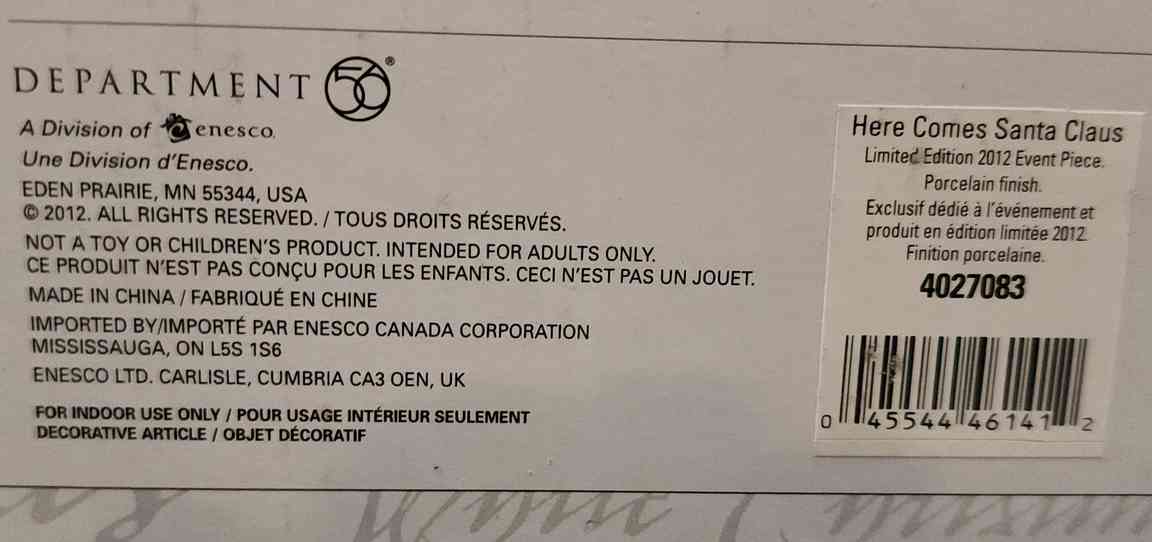 DEPARTMENT 56®
A Division of enesco.
Une Division d'Enesco.
EDEN PRAIRIE, MN 55344, USA
© 2012. ALL RIGHTS RESERVED. / TOUS DROITS RÉSERVÉS.
NOT A TOY OR CHILDREN'S PRODUCT. INTENDED FOR ADULTS ONLY.
CE PRODUIT N'EST PAS CONÇU POUR LES ENFANTS. CECI N'EST PAS UN JOUET.
MADE IN CHINA / FABRIQUÉ EN CHINE
IMPORTED BY/IMPORTÉ PAR ENESCO CANADA CORPORATION
MISSISSAUGA, ON L5S 1S6
ENESCO LTD. CARLISLE, CUMBRIA CA3 OEN, UK
FOR INDOOR USE ONLY / POUR USAGE INTÉRIEUR SEULEMENT
DECORATIVE ARTICLE / OBJET DÉCORATIF
Here Comes Santa Claus
Limited Edition 2012 Event Piece.
Porcelain finish.
Exclusif dédié à l'événement et
produit en édition limitée 2012.
Finition porcelaine.
4027083
0 45544 46141 2